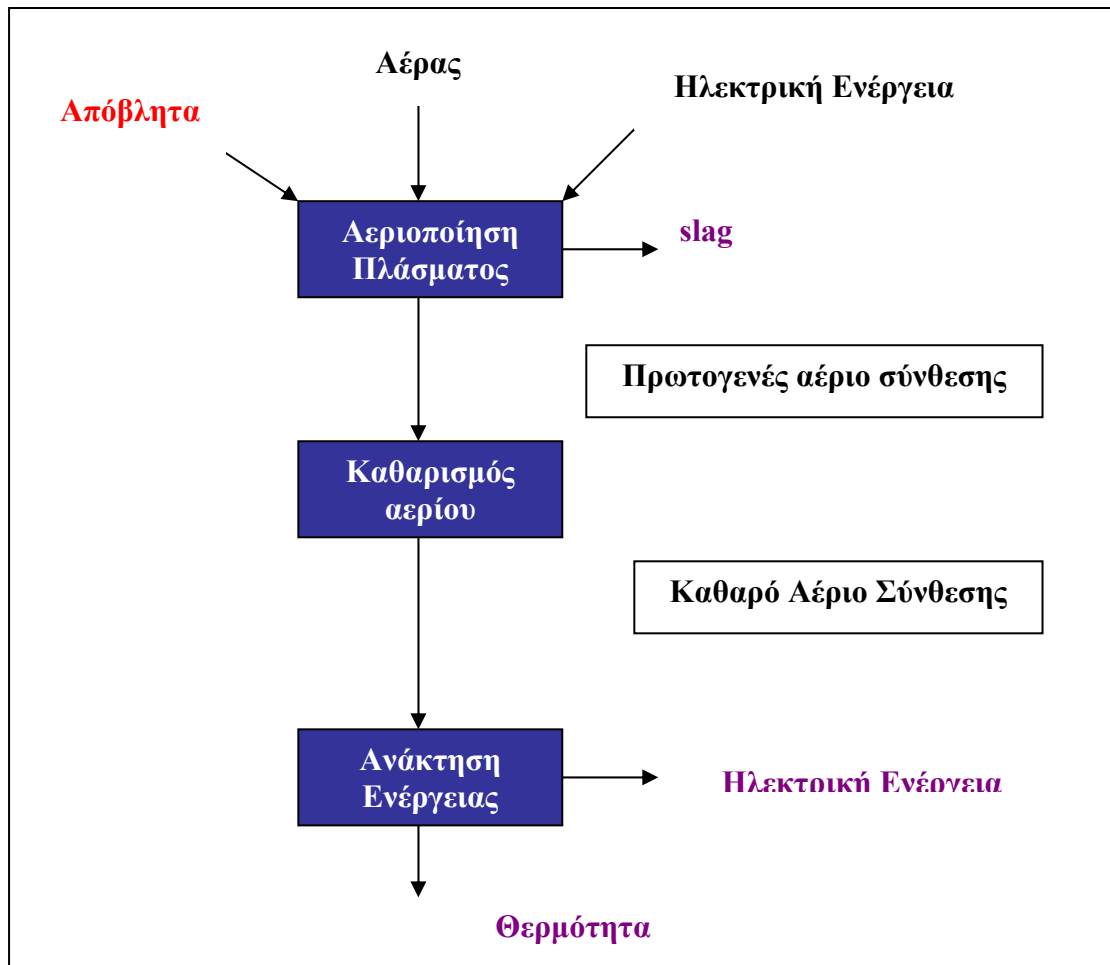 Αέρας
Ηλεκτρική Ενέργεια
Απόβλητα
Αεριοποίηση
Πλάσματος
slag
Πρωτογενές αέριο σύνθεσης
Καθαρισμός
αερίου
Καθαρό Αέριο Σύνθεσης
Ανάκτηση
Ενέργειας
Ηλεκτρική Ενέργεια
Θερμότητα